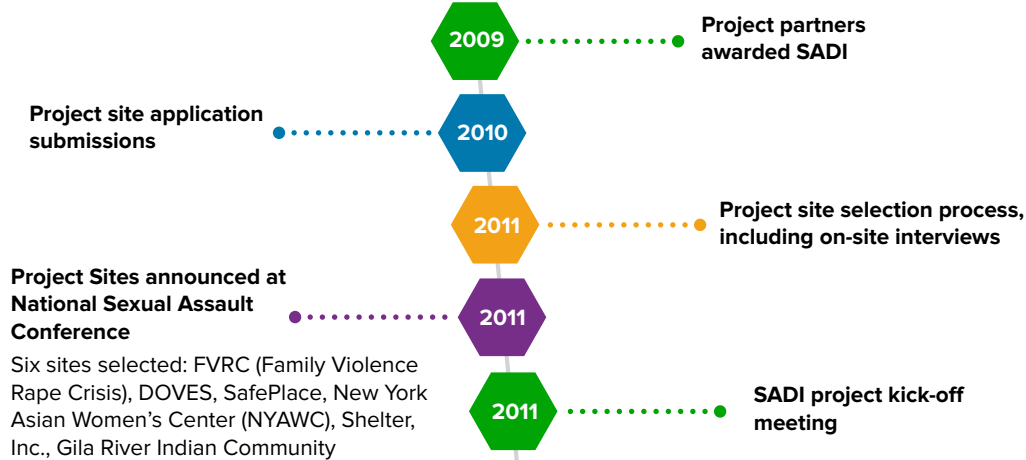 2009
Project partners
awarded SADI
Project site application
submissions
2010
2011
Project site selection process,
including on-site interviews
Project Sites announced at
National Sexual Assault
Conference
Six sites selected: FVRC (Family Violence
Rape Crisis), DOVES, SafePlace, New York
Asian Women’s Center (NYAWC), Shelter,
Inc., Gila River Indian Community
2011
2011
SADI project kick-off
meeting